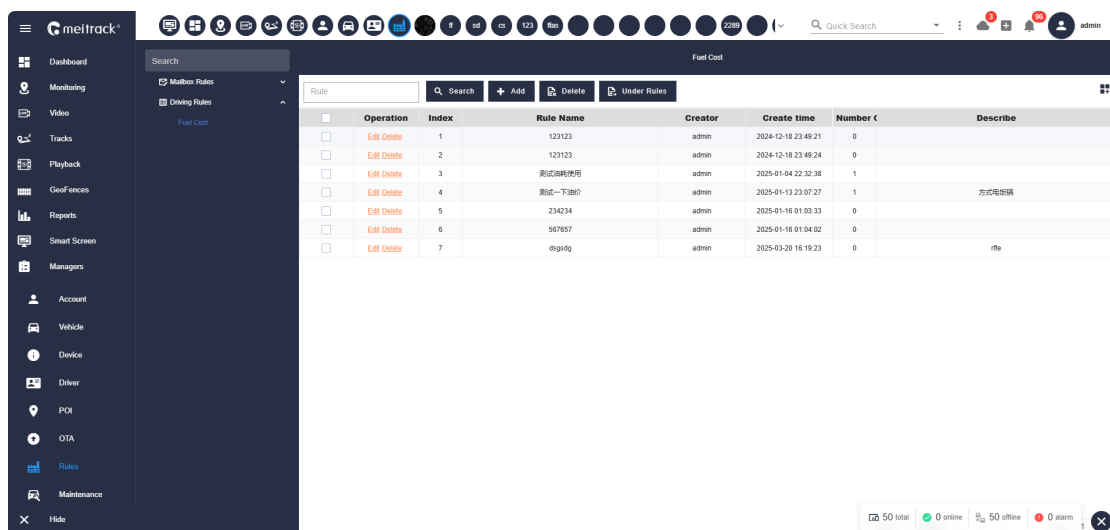 meitrack
ff
sd
cs
123
ffas
2289
Quick Search
3
96
admin
Dashboard
Monitoring
Video
Tracks
Playback
GeoFences
Reports
Smart Screen
Managers
Account
Vehicle
Device
Driver
POI
OTA
Rules
Maintenance
Hide
Search
Mailbox Rules
Driving Rules
Fuel Cost
Fuel Cost
Rule
Search
Add
Delete
Under Rules
Operation Index Rule Name Creator Create time Number Describe
Edit Delete 1 123123 admin 2024-12-18 23:49:21 0
Edit Delete 2 123123 admin 2024-12-18 23:49:24 0
Edit Delete 3 测试油耗使用 admin 2025-01-04 22:32:38 1
Edit Delete 4 测试一下油价 admin 2025-01-13 23:07:27 1 方式电饭锅
Edit Delete 5 234234 admin 2025-01-16 01:03:33 0
Edit Delete 6 567657 admin 2025-01-16 01:04:02 0
Edit Delete 7 dsgsdg admin 2025-03-20 16:19:23 0 rffe
50 total 0 online 50 offline 0 alarm
1